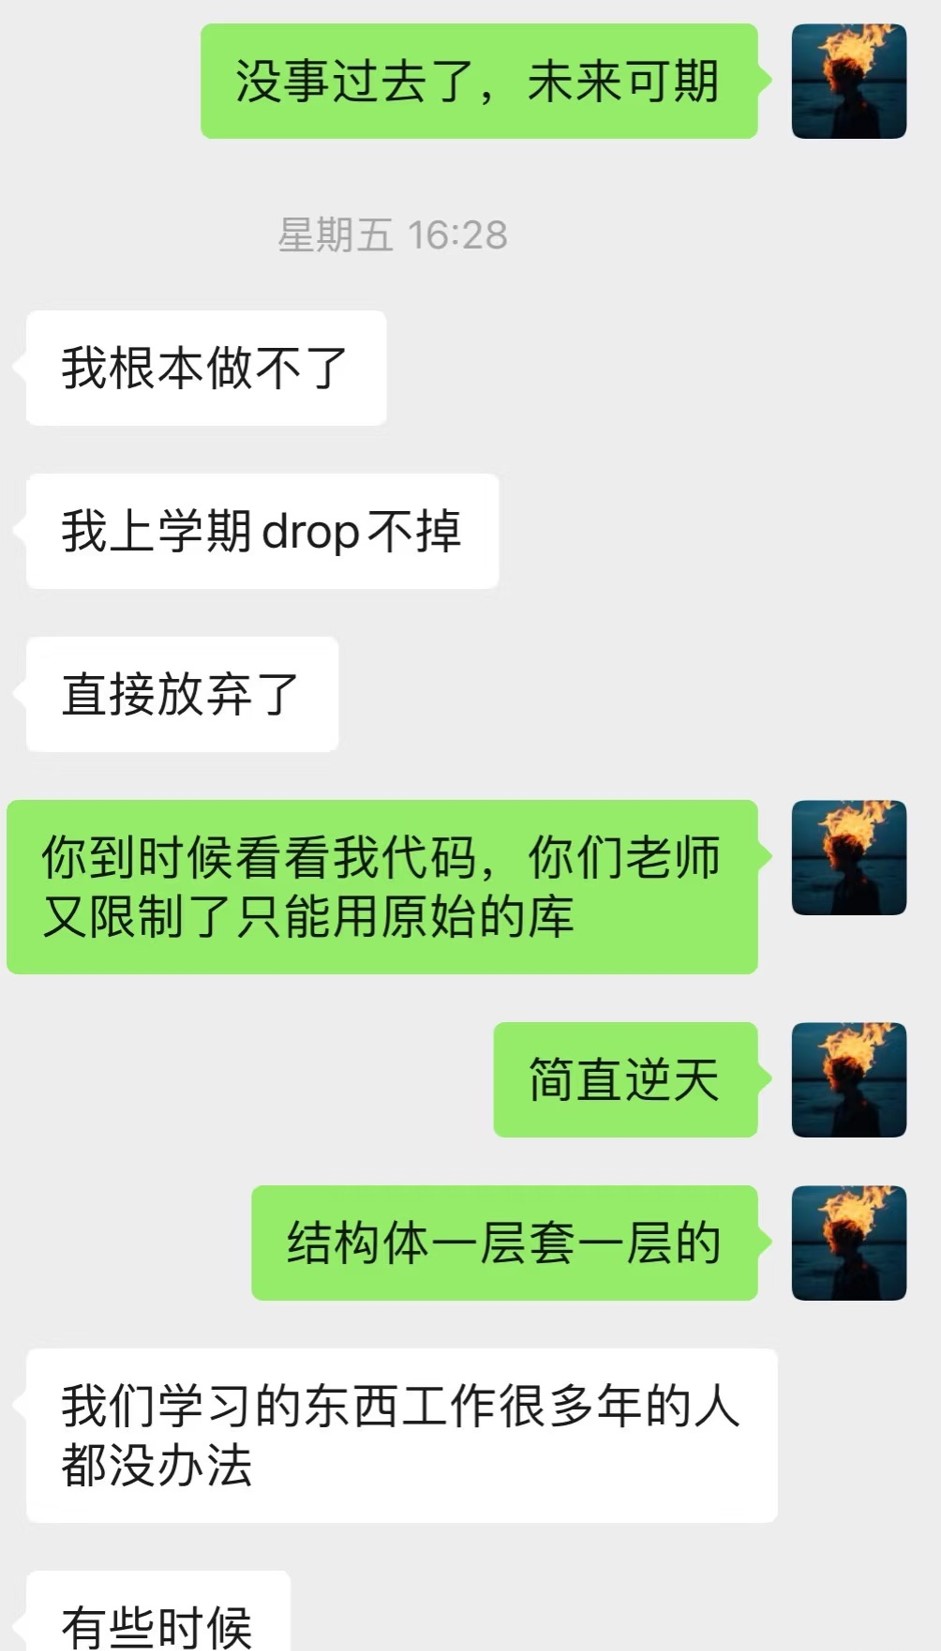 没事过去了，未来可期
星期五 16:28
我根本做不了
我上学期drop不掉
直接放弃了
你到时候看看我代码，你们老师
又限制了只能用原始的库
简直逆天
结构体一层套一层的
我们学习的东西工作很多年的人
都没办法
有些时候